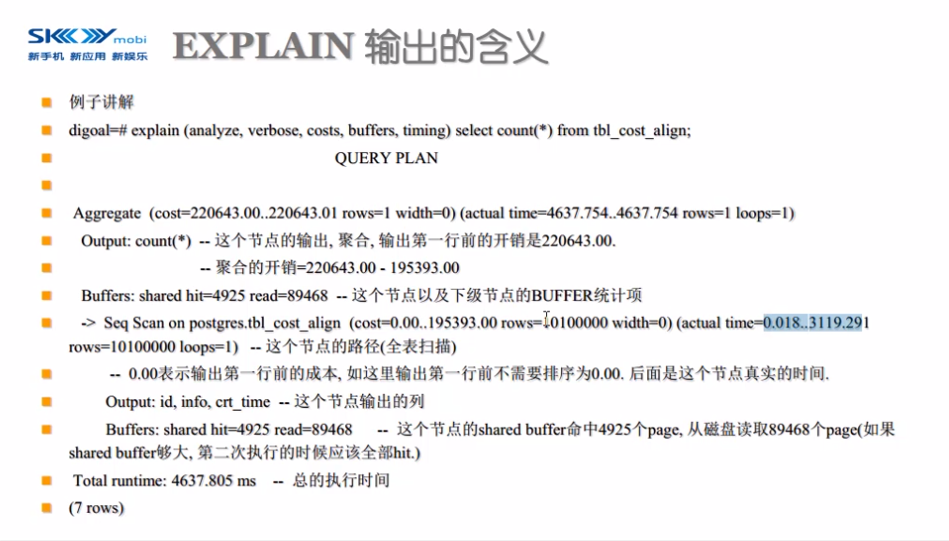 SKYmobi
新手机 新应用 新娱乐
EXPLAIN 输出的含义
例子讲解
digoal=# explain (analyze, verbose, costs, buffers, timing) select count(*) from tbl_cost_align;
QUERY PLAN
Aggregate (cost=220643.00..220643.01 rows=1 width=0) (actual time=4637.754..4637.754 rows=1 loops=1)
Output: count(*) -- 这个节点的输出, 聚合, 输出第一行前的开销是220643.00.
-- 聚合的开销=220643.00 - 195393.00
Buffers: shared hit=4925 read=89468 -- 这个节点以及下级节点的BUFFER统计项
-> Seq Scan on postgres.tbl_cost_align (cost=0.00..195393.00 rows=10100000 width=0) (actual time=0.018..3119.291
rows=10100000 loops=1) -- 这个节点的路径(全表扫描)
-- 0.00表示输出第一行前的成本, 如这里输出第一行前不需要排序为0.00. 后面是这个节点真实的时间.
Output: id, info, crt_time -- 这个节点输出的列
Buffers: shared hit=4925 read=89468 -- 这个节点的shared buffer命中4925个page, 从磁盘读取89468个page(如果
shared buffer够大, 第二次执行的时候应该全部hit.)
Total runtime: 4637.805 ms -- 总的执行时间
(7 rows)